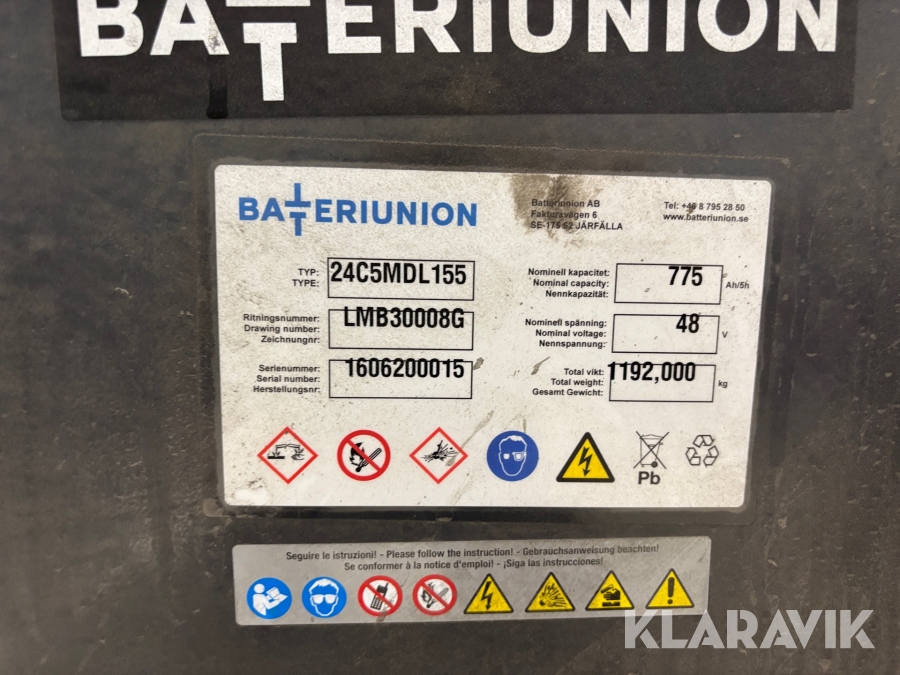 BATTERIUNION
BATTERIUNION
Batteriunion AB
Fakturavägen 6
SE-175 62 JÄRFÄLLA
Tel: +46 8 795 28 50
www.batteriunion.se
TYP:
TYPE:
24C5MDL155
Ritningsnummer:
Drawing number:
Zeichnungnr:
LMB30008G
Serienummer:
Serial number:
Herstellungsnr:
1606200015
Nominell kapacitet:
Nominal capacity:
Nennkapazität:
775
Ah/5h
Nominell spänning:
Nominal voltage:
Nennspannung:
48
V
Total vikt:
Total weight:
Gesamt Gewicht:
1192,000
kg
Pb
Seguire le istruzioni! - Please follow the instruction! - Gebrauchsanweisung beachten!
Se conformer à la notice d'emploi! - ¡Siga las instrucciones!
KLARAVIK